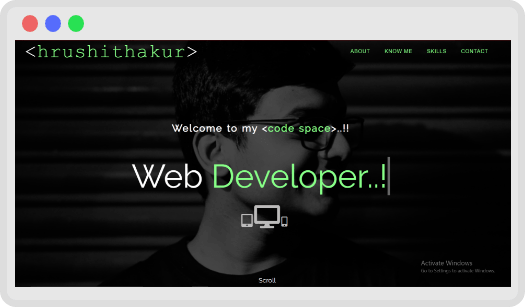 <hrushithakur>
ABOUT KNOW ME SKILLS CONTACT
Welcome to my <code space>..!!
Web Developer..!
Activate Windows
Go to Settings to activate Windows.
Scroll